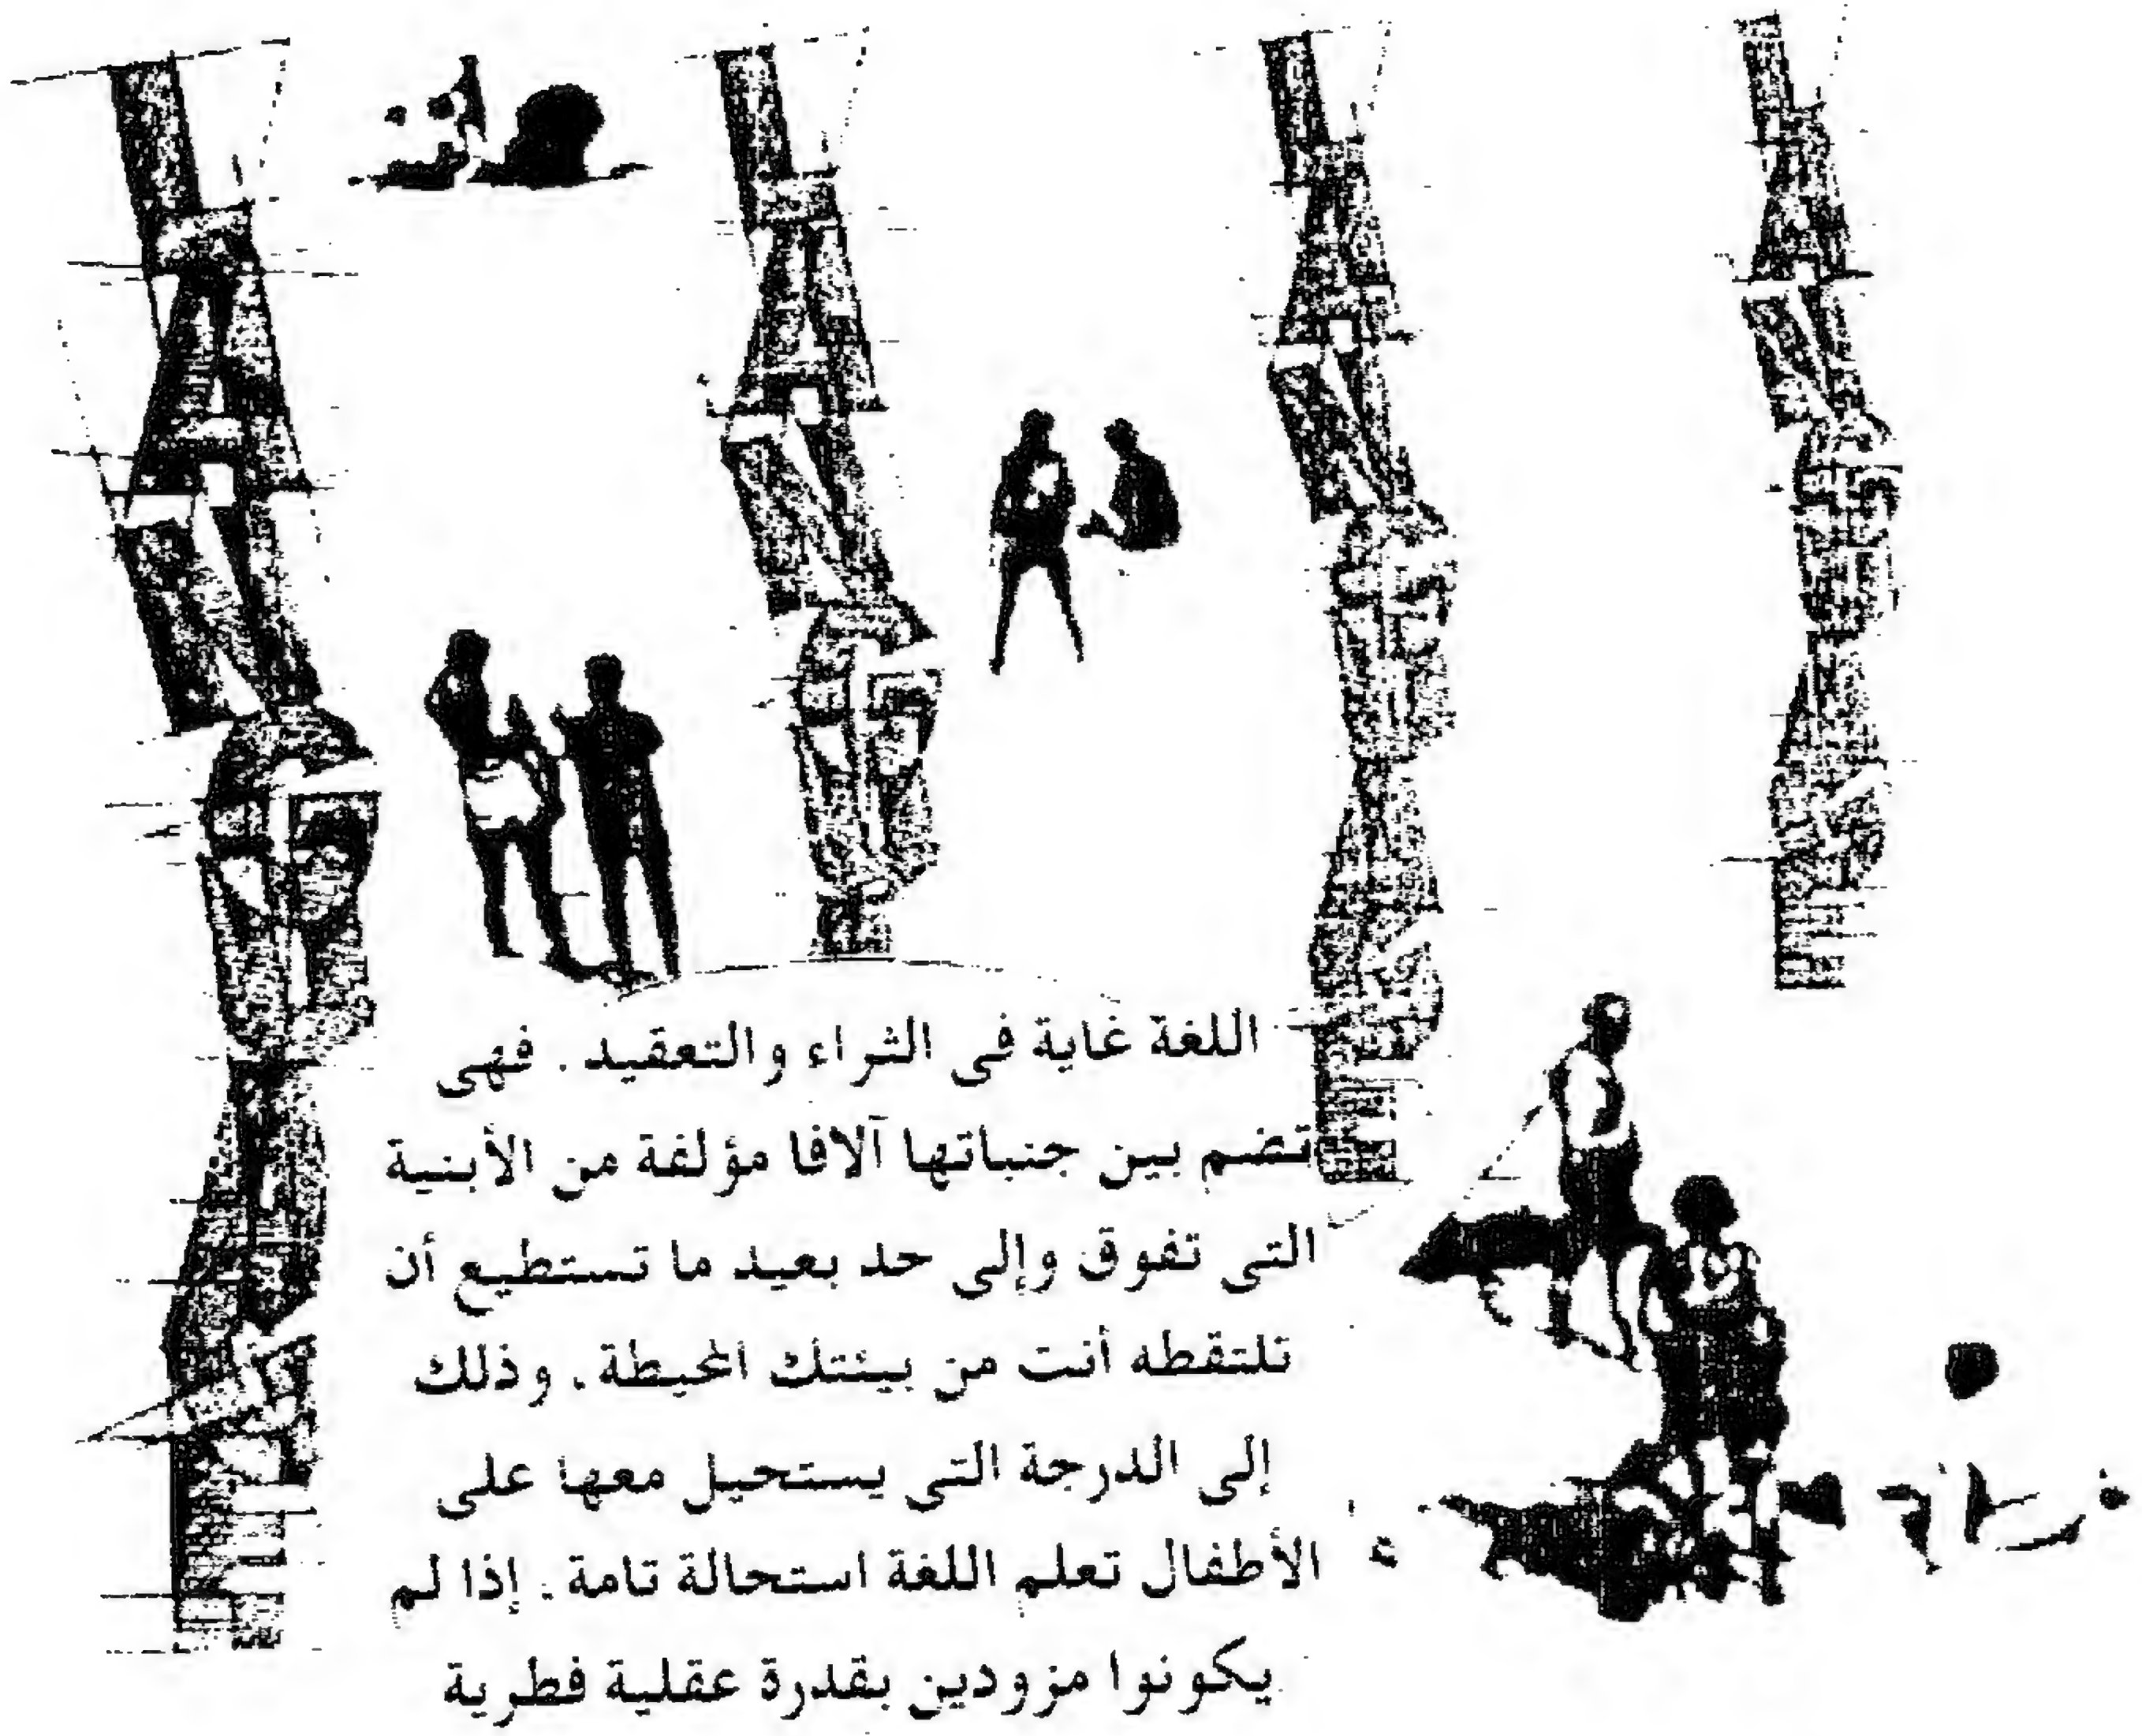 اللغة غاية فى الثراء والتعقيد. فهى
تضم بين جنباتها آلافا مؤلفة من الأبنية
التى تفوق وإلى حد بعيد ما تستطيع أن
تلتقطه أنت من بيئتك المحيطة. وذلك
إلى الدرجة التى يستحيل معها على
الأطفال تعلم اللغة استحالة تامة. إذا لم
يكونوا مزودين بقدرة عقلية فطرية